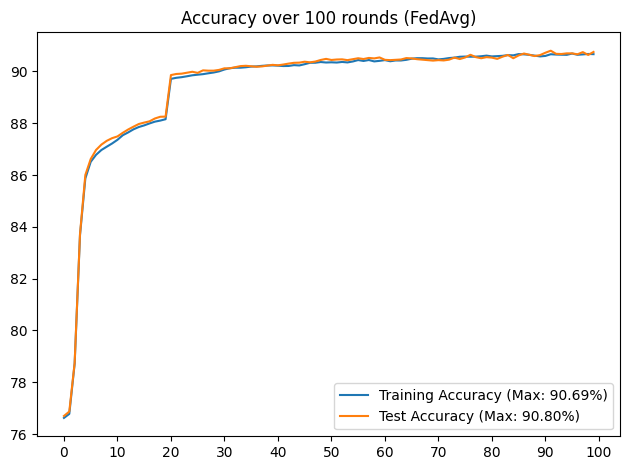 Accuracy over 100 rounds (FedAvg)
90
88
86
84
82
80
78
76
Training Accuracy (Max: 90.69%)
Test Accuracy (Max: 90.80%)
0 10 20 30 40 50 60 70 80 90 100